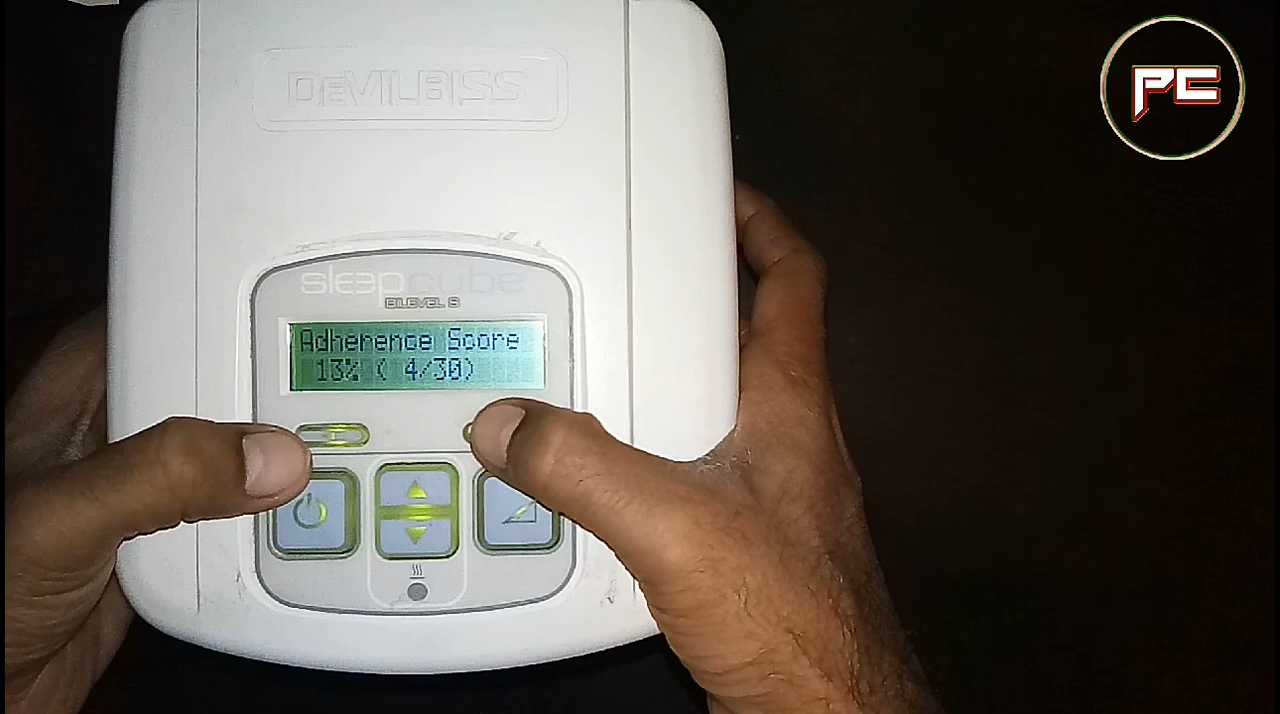 DEVILBISS
PC
sleepcube
BILEVEL S
Adherence Score
13% ( 4/30)